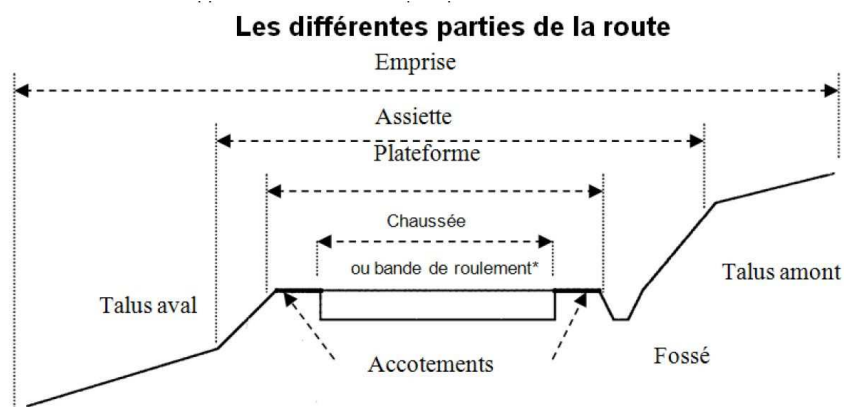 Les différentes parties de la route
Emprise
Assiette
Plateforme
Chaussée
ou bande de roulement*
Talus amont
Talus aval
Accotements
Fossé